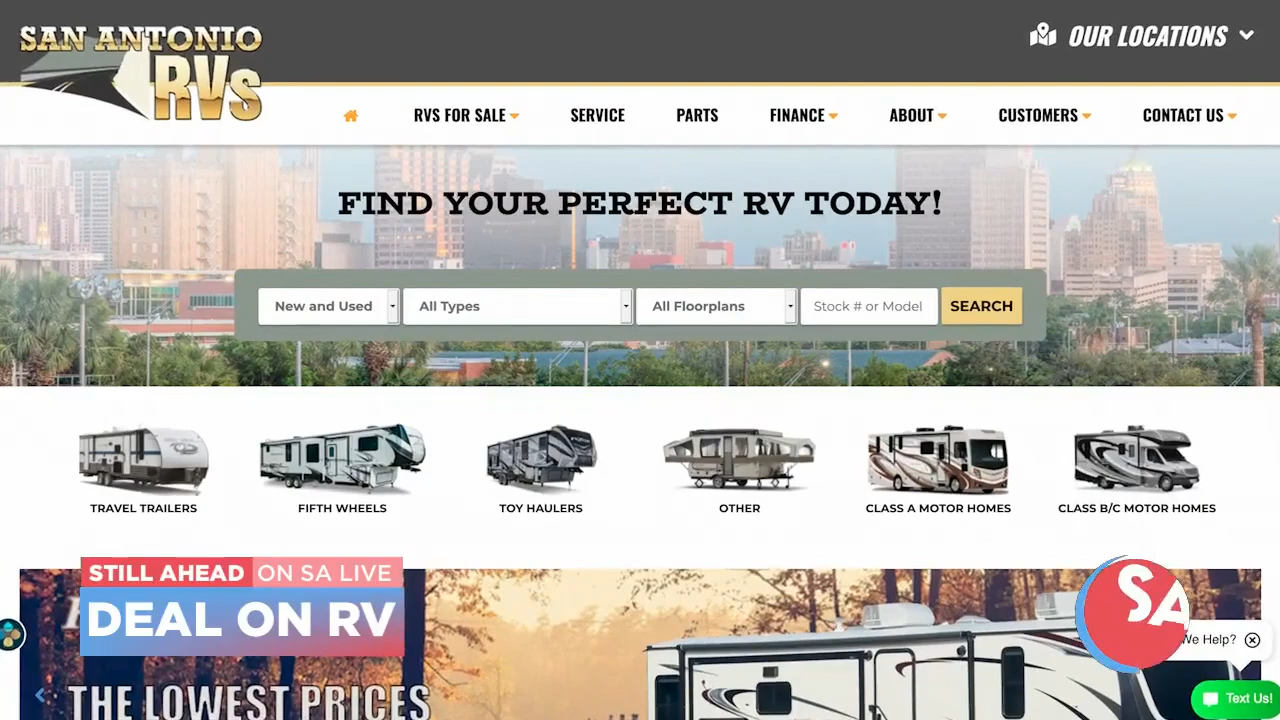 SAN ANTONIO
RVs
OUR LOCATIONS
RVS FOR SALE
SERVICE
PARTS
FINANCE
ABOUT
CUSTOMERS
CONTACT US
FIND YOUR PERFECT RV TODAY!
New and Used
All Types
All Floorplans
Stock # or Model
SEARCH
TRAVEL TRAILERS
FIFTH WHEELS
TOY HAULERS
OTHER
CLASS A MOTOR HOMES
CLASS B/C MOTOR HOMES
STILL AHEAD ON SA LIVE
DEAL ON RV
SA
We Help?
THE LOWEST PRICES
Text Us!